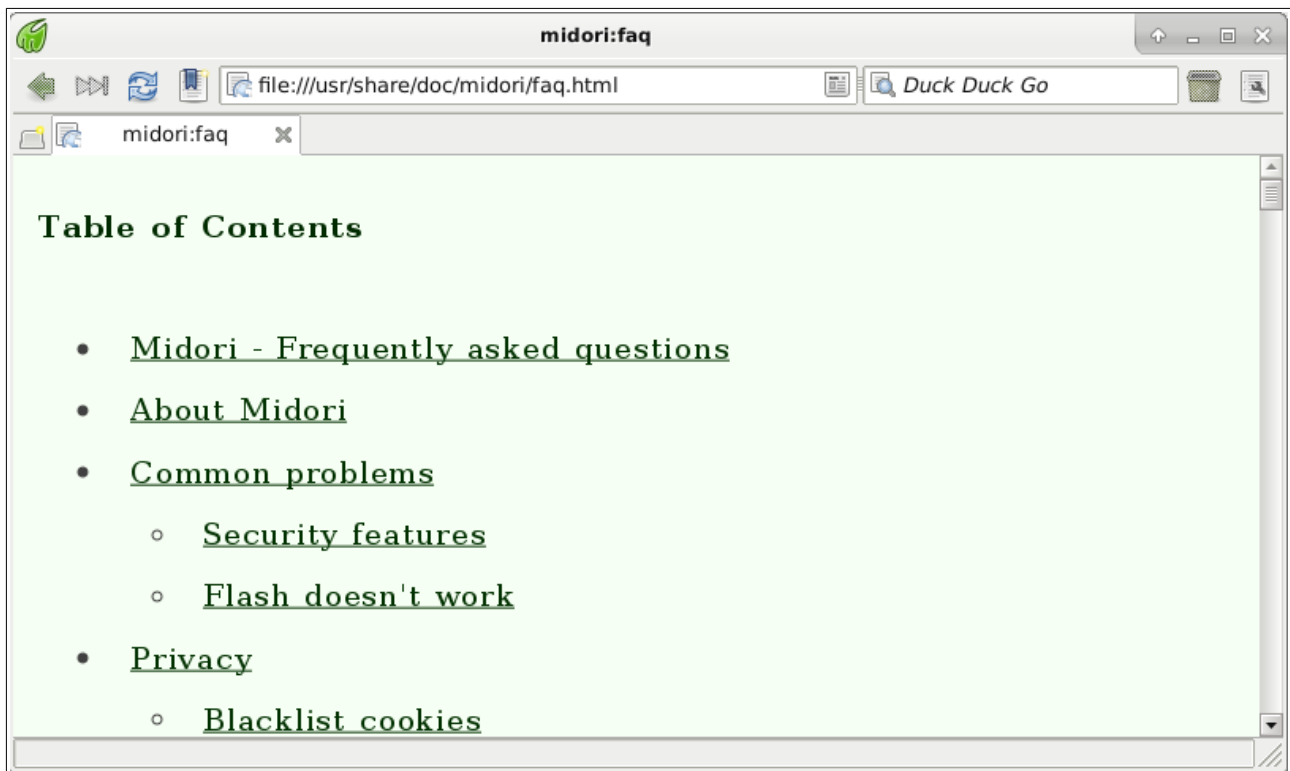 midori:faq
file:///usr/share/doc/midori/faq.html Duck Duck Go
midori:faq
Table of Contents
Midori - Frequently asked questions
About Midori
Common problems
Security features
Flash doesn't work
Privacy
Blacklist cookies